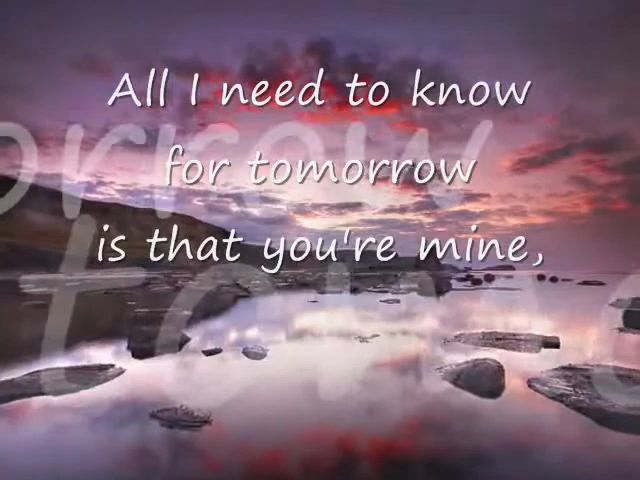 All I need to know
for tomorrow
is that you're mine,